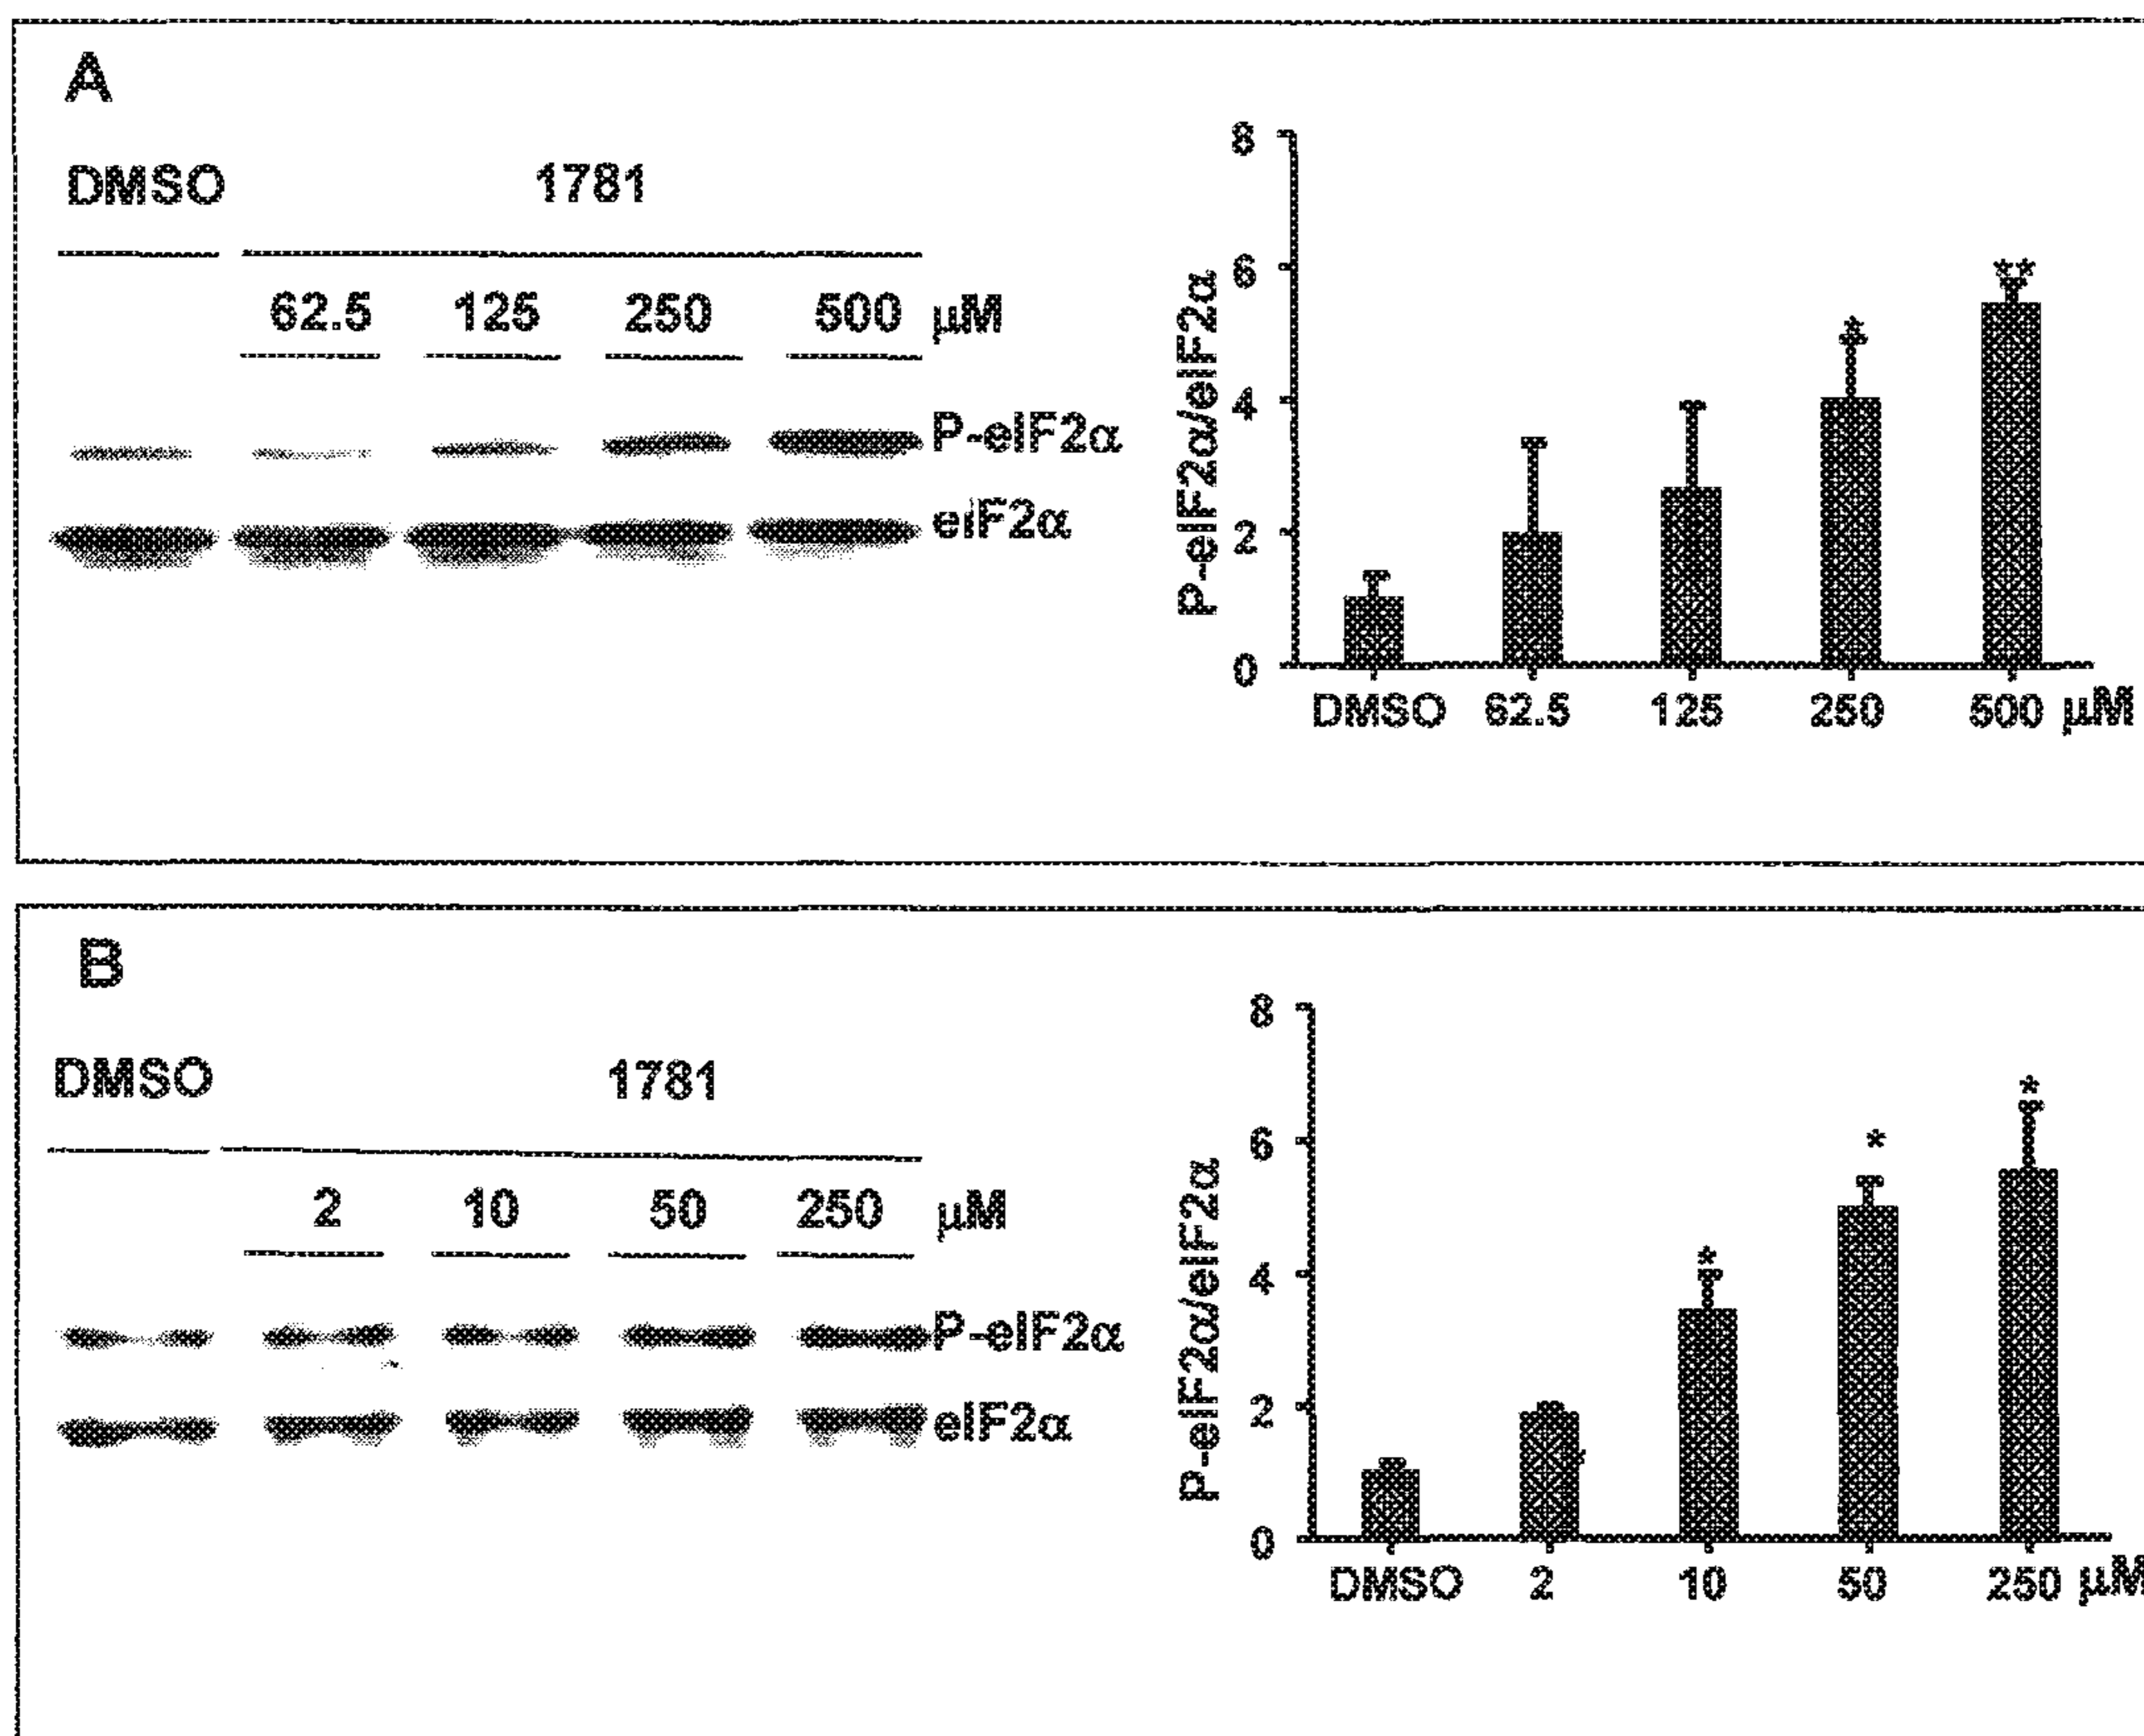 A
DMSO
1781
62.5 125 250 500 μM
P-eIF2α
eIF2α
P-eIF2α/eIF2α
8
6
4
2
0
*
**
DMSO 62.5 125 250 500 μM
B
DMSO
1781
2 10 50 250 μM
P-eIF2α
eIF2α
P-eIF2α/eIF2α
8
6
4
2
0
*
*
*
DMSO 2 10 50 250 μM